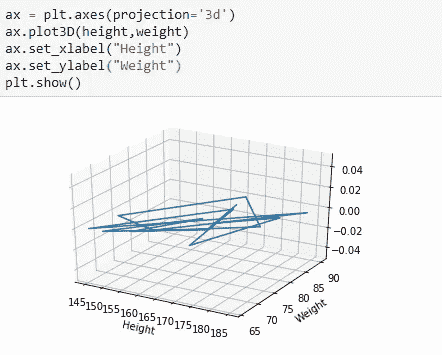 ax = plt.axes(projection='3d')
ax.plot3D(height,weight)
ax.set_xlabel("Height")
ax.set_ylabel("Weight")
plt.show()
0.04
0.02
0.00
−0.02
−0.04
145 150 155 160 165 170 175 180 185
Height
65 70 75 80 85 90
Weight